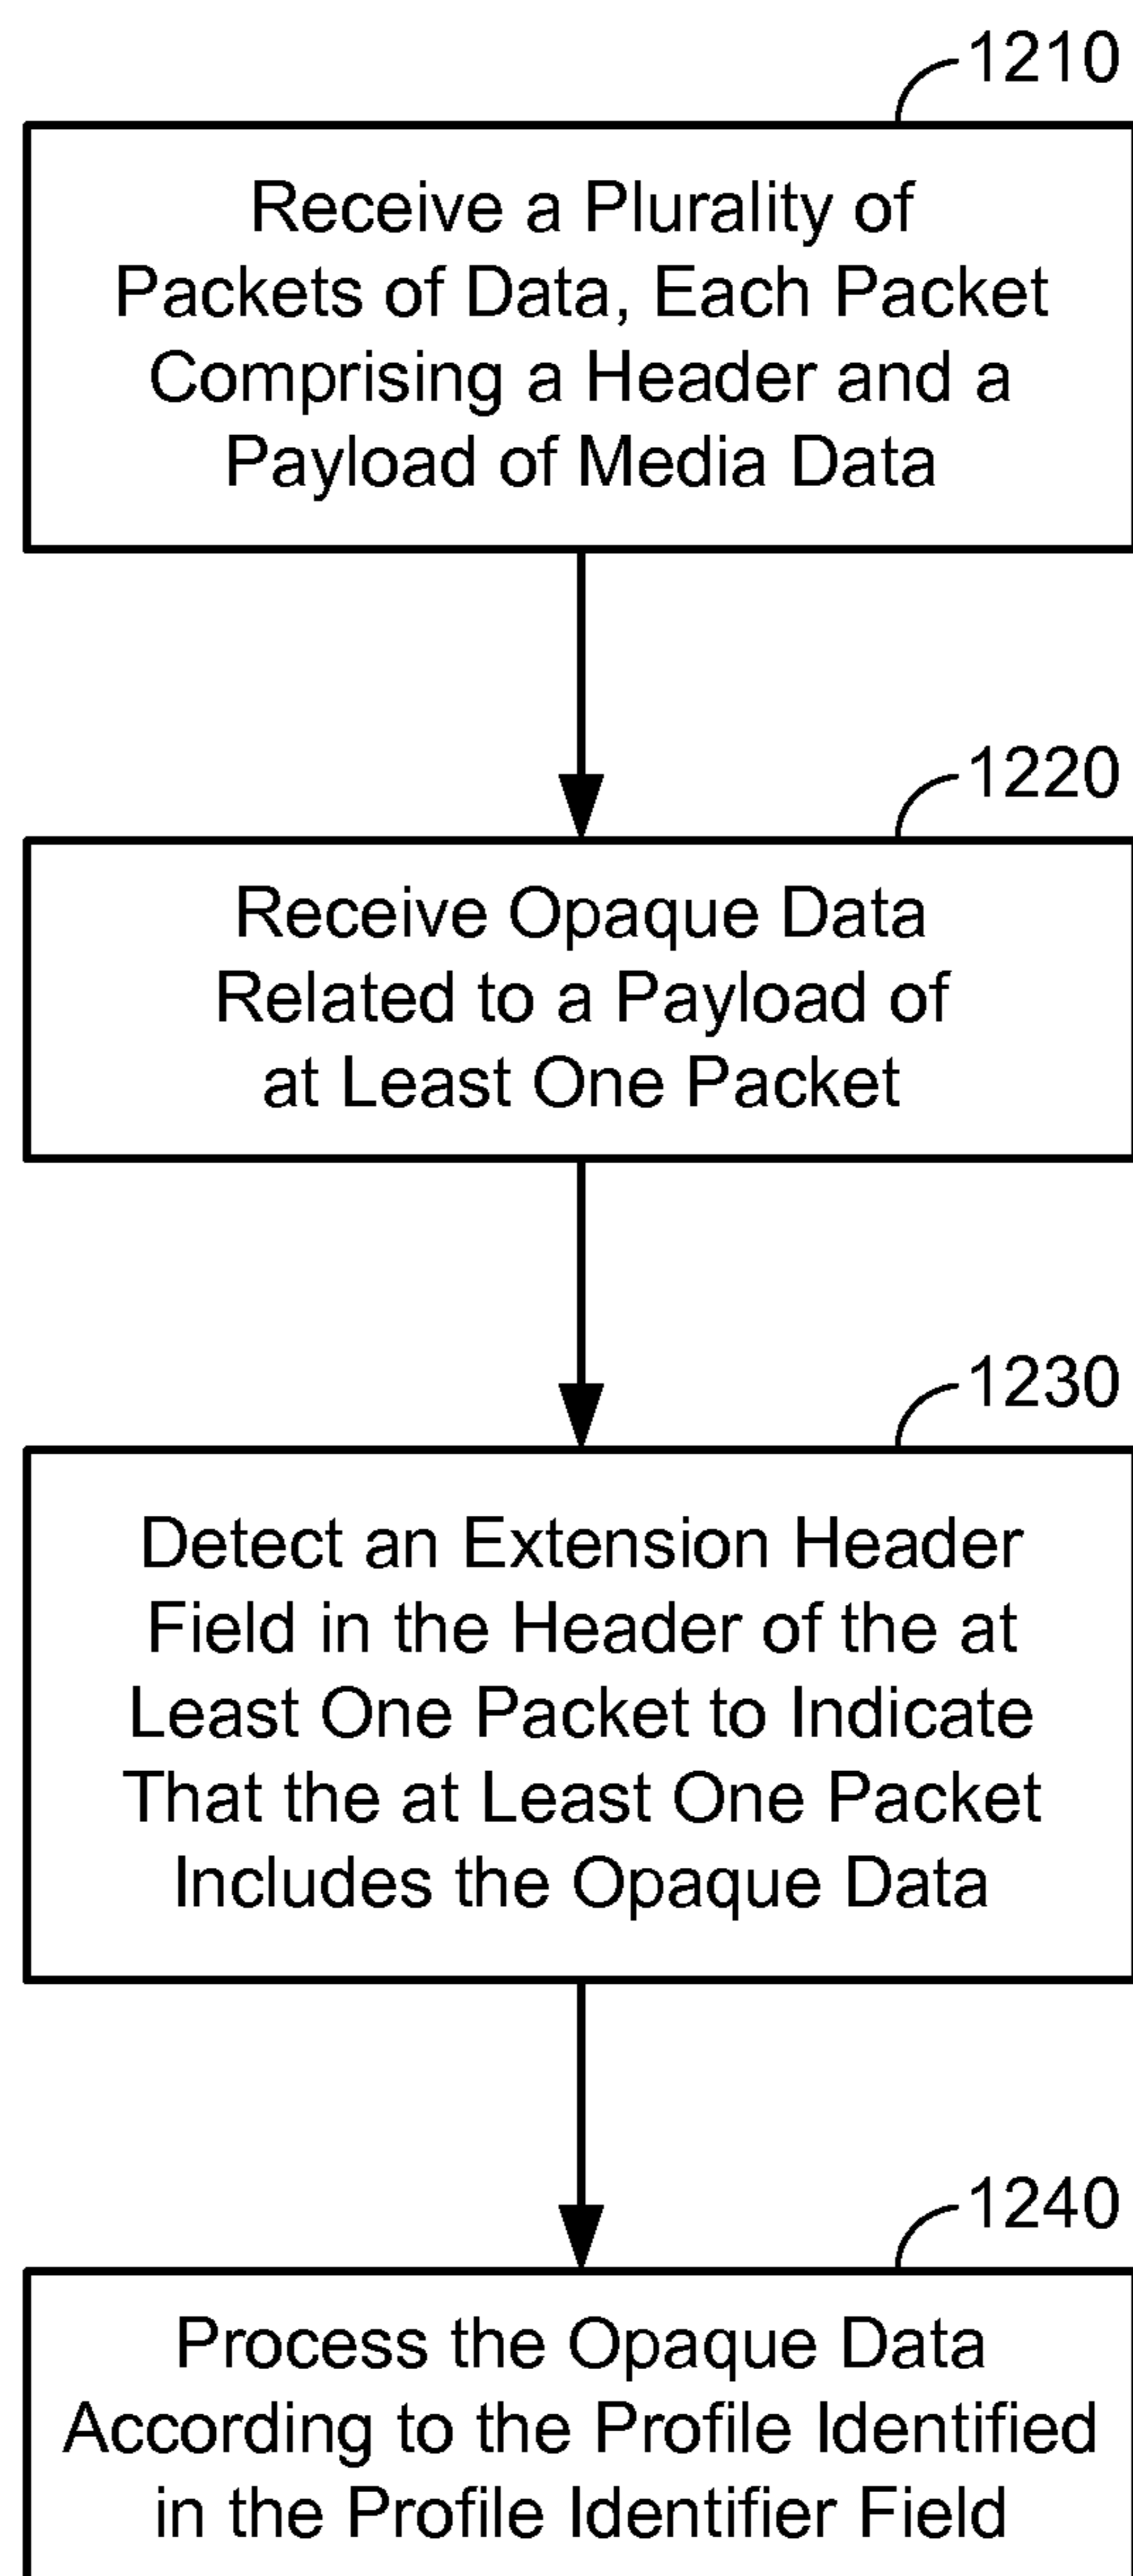 1210
Receive a Plurality of
Packets of Data, Each Packet
Comprising a Header and a
Payload of Media Data
1220
Receive Opaque Data
Related to a Payload of
at Least One Packet
1230
Detect an Extension Header
Field in the Header of the at
Least One Packet to Indicate
That the at Least One Packet
Includes the Opaque Data
1240
Process the Opaque Data
According to the Profile Identified
in the Profile Identifier Field